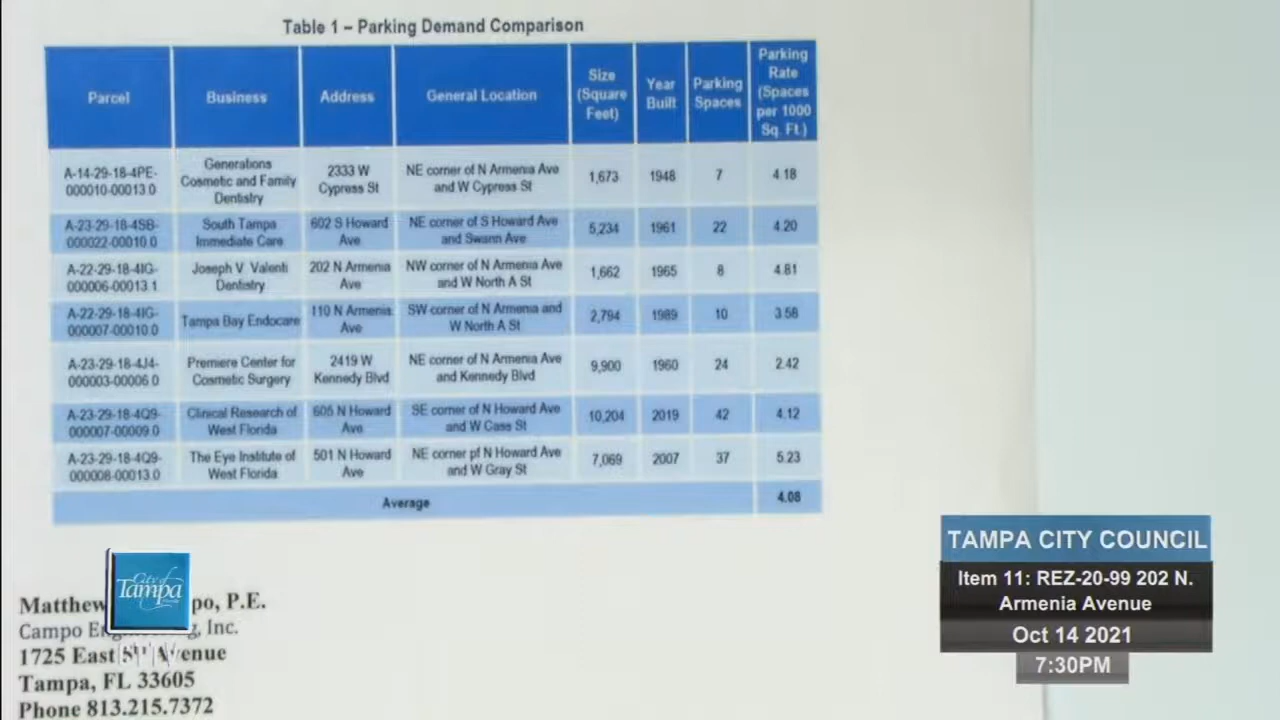 Table 1 – Parking Demand Comparison
Parcel Business Address General Location Size (Square Feet) Year Built Parking Spaces Parking Rate (Spaces per 1000 Sq. Ft.)
A-14-29-18-4PE-000010-00013.0 Generations Cosmetic and Family Dentistry 2333 W Cypress St NE corner of N Armenia Ave and W Cypress St 1,673 1948 7 4.18
A-23-29-18-4SB-000022-00010.0 South Tampa Immediate Care 602 S Howard Ave NE corner of S Howard Ave and Swann Ave 5,234 1961 22 4.20
A-22-29-18-4IG-000006-00013.1 Joseph V. Valenti Dentistry 202 N Armenia Ave NW corner of N Armenia Ave and W North A St 1,662 1965 8 4.81
A-22-29-18-4IG-000007-00010.0 Tampa Bay Endocare 110 N Armenia Ave SW corner of N Armenia and W North A St 2,794 1989 10 3.58
A-23-29-18-4J4-000003-00006.0 Premiere Center for Cosmetic Surgery 2419 W Kennedy Blvd NE corner of N Armenia Ave and Kennedy Blvd 9,900 1960 24 2.42
A-23-29-18-4Q9-000007-00009.0 Clinical Research of West Florida 605 N Howard Ave SE corner of N Howard Ave and W Cass St 10,204 2019 42 4.12
A-23-29-18-4Q9-000008-00013.0 The Eye Institute of West Florida 501 N Howard Ave NE corner pf N Howard Ave and W Gray St 7,069 2007 37 5.23
Average 4.08
City of Tampa
Matthew po, P.E.
Campo , Inc.
1725 East Avenue
Tampa, FL 33605
Phone 813.215.7372
TAMPA CITY COUNCIL
Item 11: REZ-20-99 202 N.
Armenia Avenue
Oct 14 2021
7:30PM